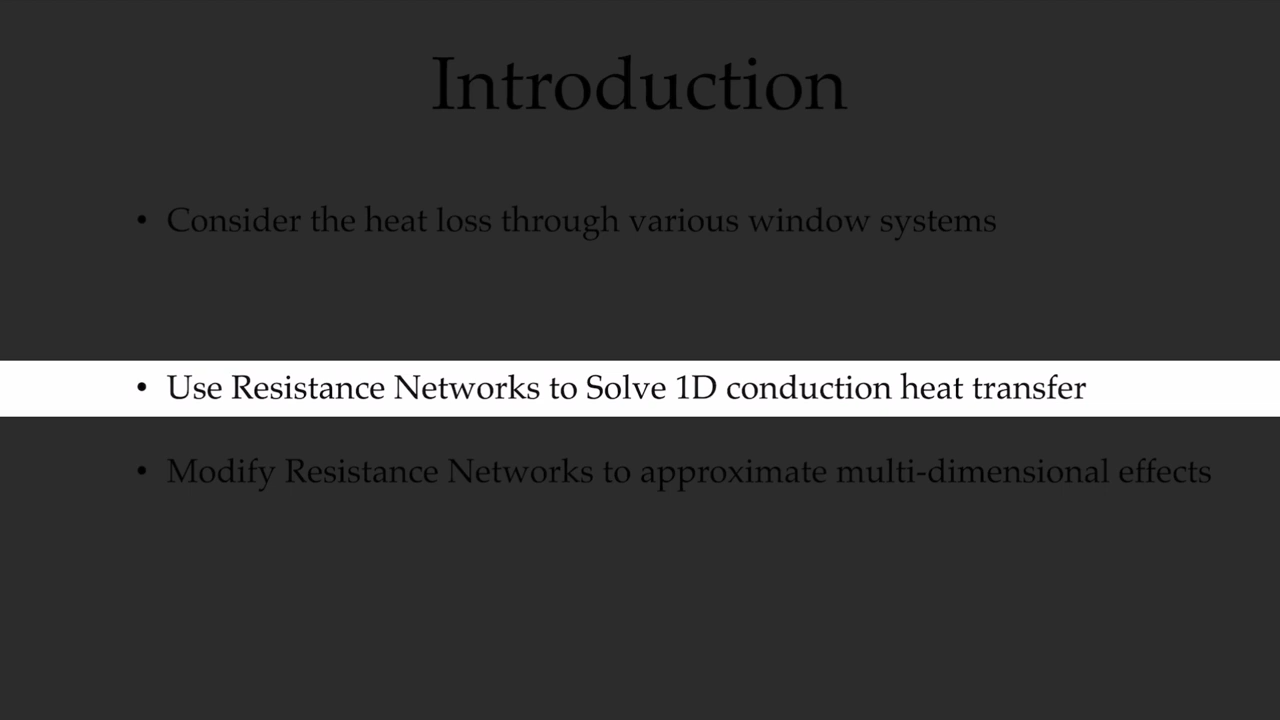 Introduction
• Consider the heat loss through various window systems
• Use Resistance Networks to Solve 1D conduction heat transfer
• Modify Resistance Networks to approximate multi-dimensional effects